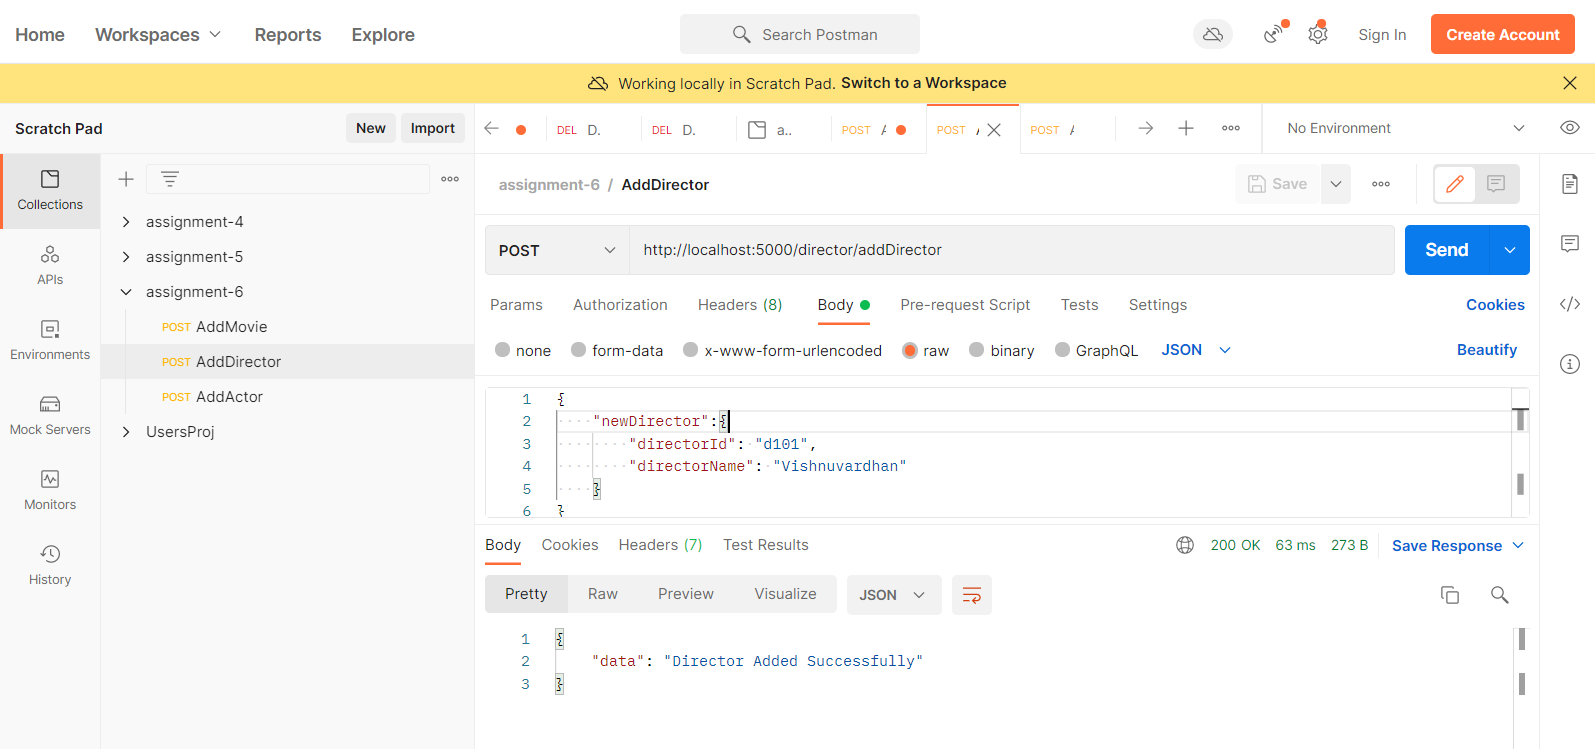 Home Workspaces Reports Explore Search Postman Sign In Create Account
Working locally in Scratch Pad. Switch to a Workspace
Scratch Pad New Import
DEL D. DEL D. a.. POST POST POST No Environment
Collections
APIs
Environments
Mock Servers
Monitors
History
assignment-4
assignment-5
assignment-6
POST AddMovie
POST AddDirector
POST AddActor
UsersProj
assignment-6 / AddDirector Save
POST http://localhost:5000/director/addDirector Send
Params Authorization Headers (8) Body Pre-request Script Tests Settings Cookies
none form-data x-www-form-urlencoded raw binary GraphQL JSON Beautify
1 {
2 "newDirector":{
3 "directorId": "d101",
4 "directorName": "Vishnuvardhan"
5 }
6 }
Body Cookies Headers (7) Test Results 200 OK 63 ms 273 B Save Response
Pretty Raw Preview Visualize JSON
1 {
2 "data": "Director Added Successfully"
3 }